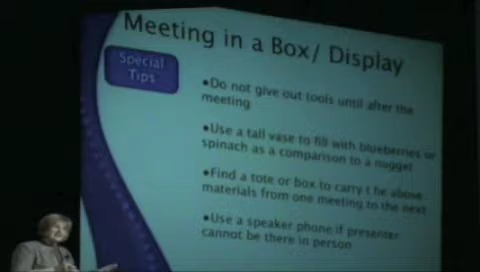 Meeting in a Box/ Display
Special
Tips
•Do not give out tools until after the
meeting
•Use a tall vase to fill with blueberries or
spinach as a comparison to a nugget
•Find a tote or box to carry the above
materials from one meeting to the next
•Use a speaker phone if presenter
cannot be there in person